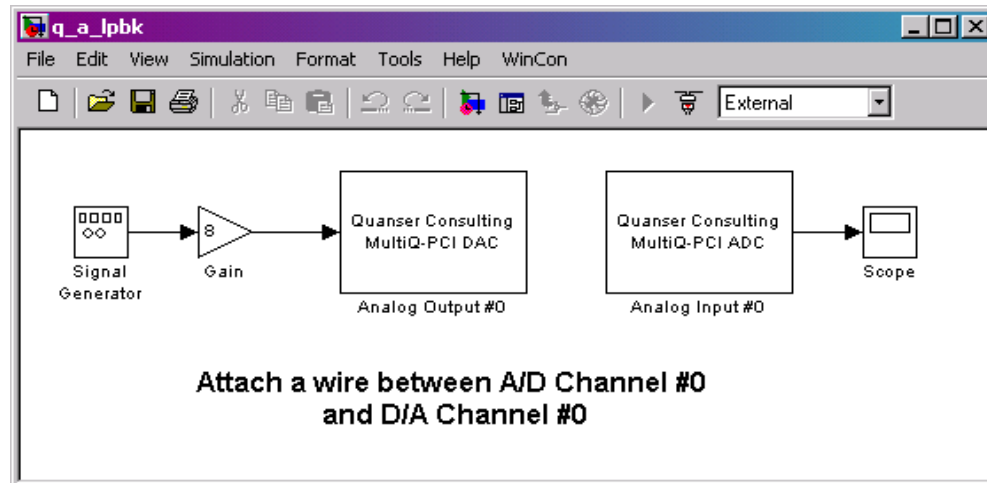 q_a_lpbk
File Edit View Simulation Format Tools Help WinCon
External
8
Quanser Consulting
MultiQ-PCI DAC
Quanser Consulting
MultiQ-PCI ADC
Signal
Generator
Gain
Analog Output #0
Analog Input #0
Scope
Attach a wire between A/D Channel #0
and D/A Channel #0